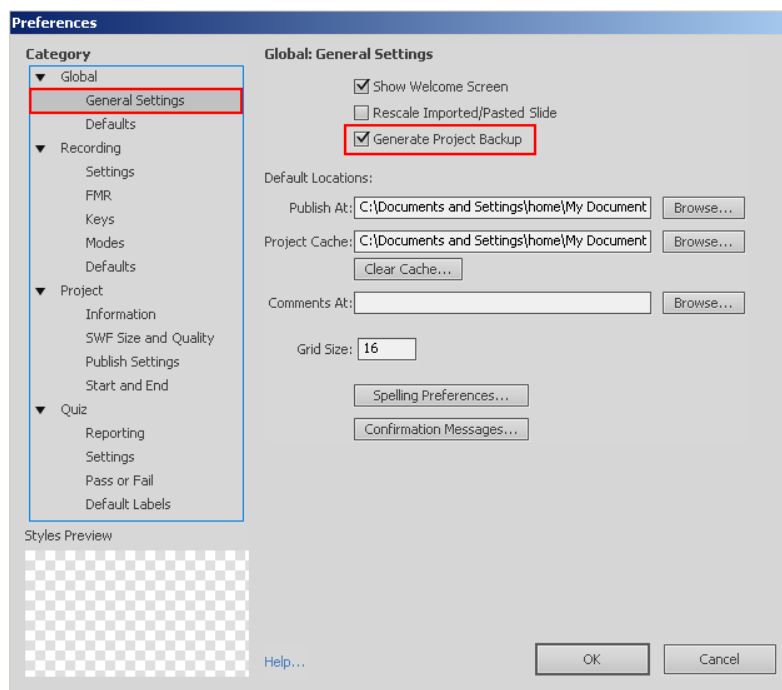 Preferences
Category
Global
General Settings
Defaults
Recording
Settings
FMR
Keys
Modes
Defaults
Project
Information
SWF Size and Quality
Publish Settings
Start and End
Quiz
Reporting
Settings
Pass or Fail
Default Labels
Styles Preview
Global: General Settings
Show Welcome Screen
Rescale Imported/Pasted Slide
Generate Project Backup
Default Locations:
Publish At: C:\Documents and Settings\home\My Document Browse...
Project Cache: C:\Documents and Settings\home\My Document Browse...
Clear Cache...
Comments At: Browse...
Grid Size: 16
Spelling Preferences...
Confirmation Messages...
Help... OK Cancel